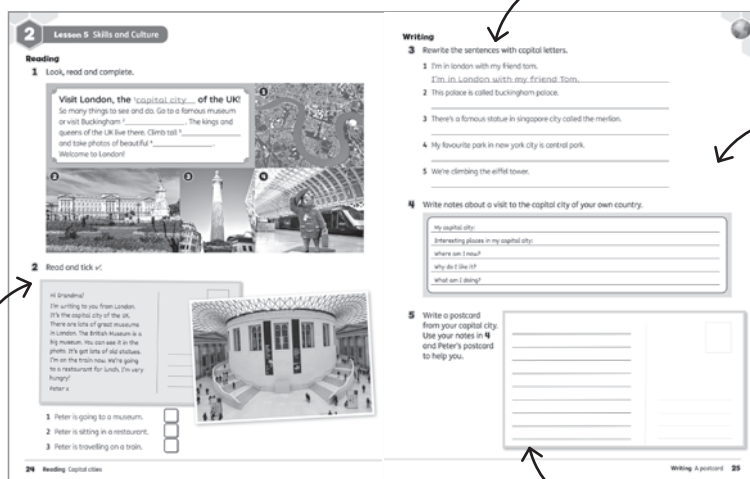 2 Lesson 5 Skills and Culture
Reading
1 Look, read and complete.
Visit London, the ¹capital city of the UK!
So many things to see and do. Go to a famous museum
or visit Buckingham ²____________. The kings and
queens of the UK live there. Climb tall ³____________
and take photos of beautiful ⁴____________.
Welcome to London!
1
2
3
4
2 Read and tick ✓.
Hi Grandma!
I'm writing to you from London.
It's the capital city of the UK.
There are lots of great museums
in London. The British Museum is a
big museum. You can see it in the
photo. It's got lots of old statues.
I'm on the train now. We're going
to a restaurant for lunch. I'm very
hungry!
Peter x
1 Peter is going to a museum.
2 Peter is sitting in a restaurant.
3 Peter is travelling on a train.
24 Reading Capital cities
Writing
3 Rewrite the sentences with capital letters.
1 I'm in london with my friend tom.
I'm in London with my friend Tom.
2 This palace is called buckingham palace.
3 There's a famous statue in singapore city called the merlion.
4 My favourite park in new york city is central park.
5 We're climbing the eiffel tower.
4 Write notes about a visit to the capital city of your own country.
My capital city:
Interesting places in my capital city:
Where am I now?
Why do I like it?
What am I doing?
5 Write a postcard
from your capital city.
Use your notes in 4
and Peter's postcard
to help you.
Writing A postcard 25